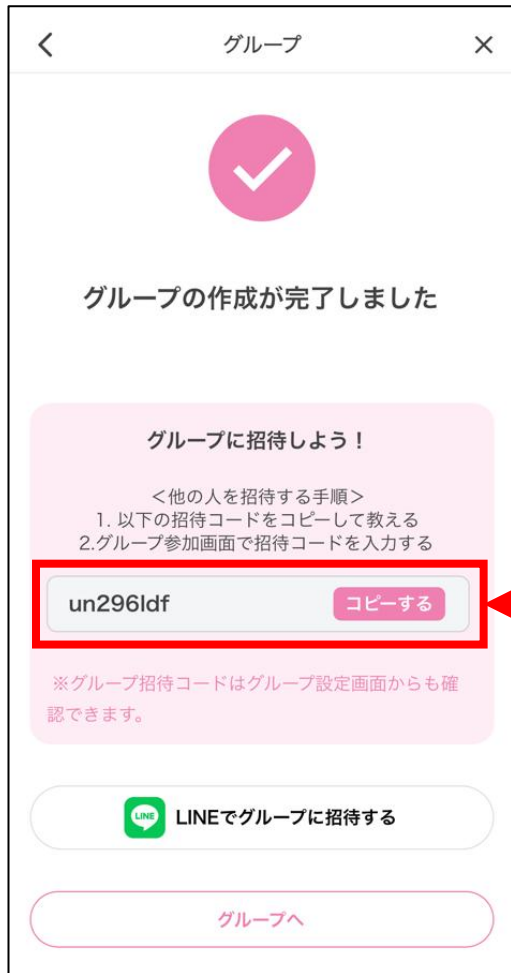 グループ
グループの作成が完了しました
グループに招待しよう！
＜他の人を招待する手順＞
1. 以下の招待コードをコピーして教える
2.グループ参加画面で招待コードを入力する
un296ldf
コピーする
※グループ招待コードはグループ設定画面からも確
認できます。
LINE
LINEでグループに招待する
グループへ